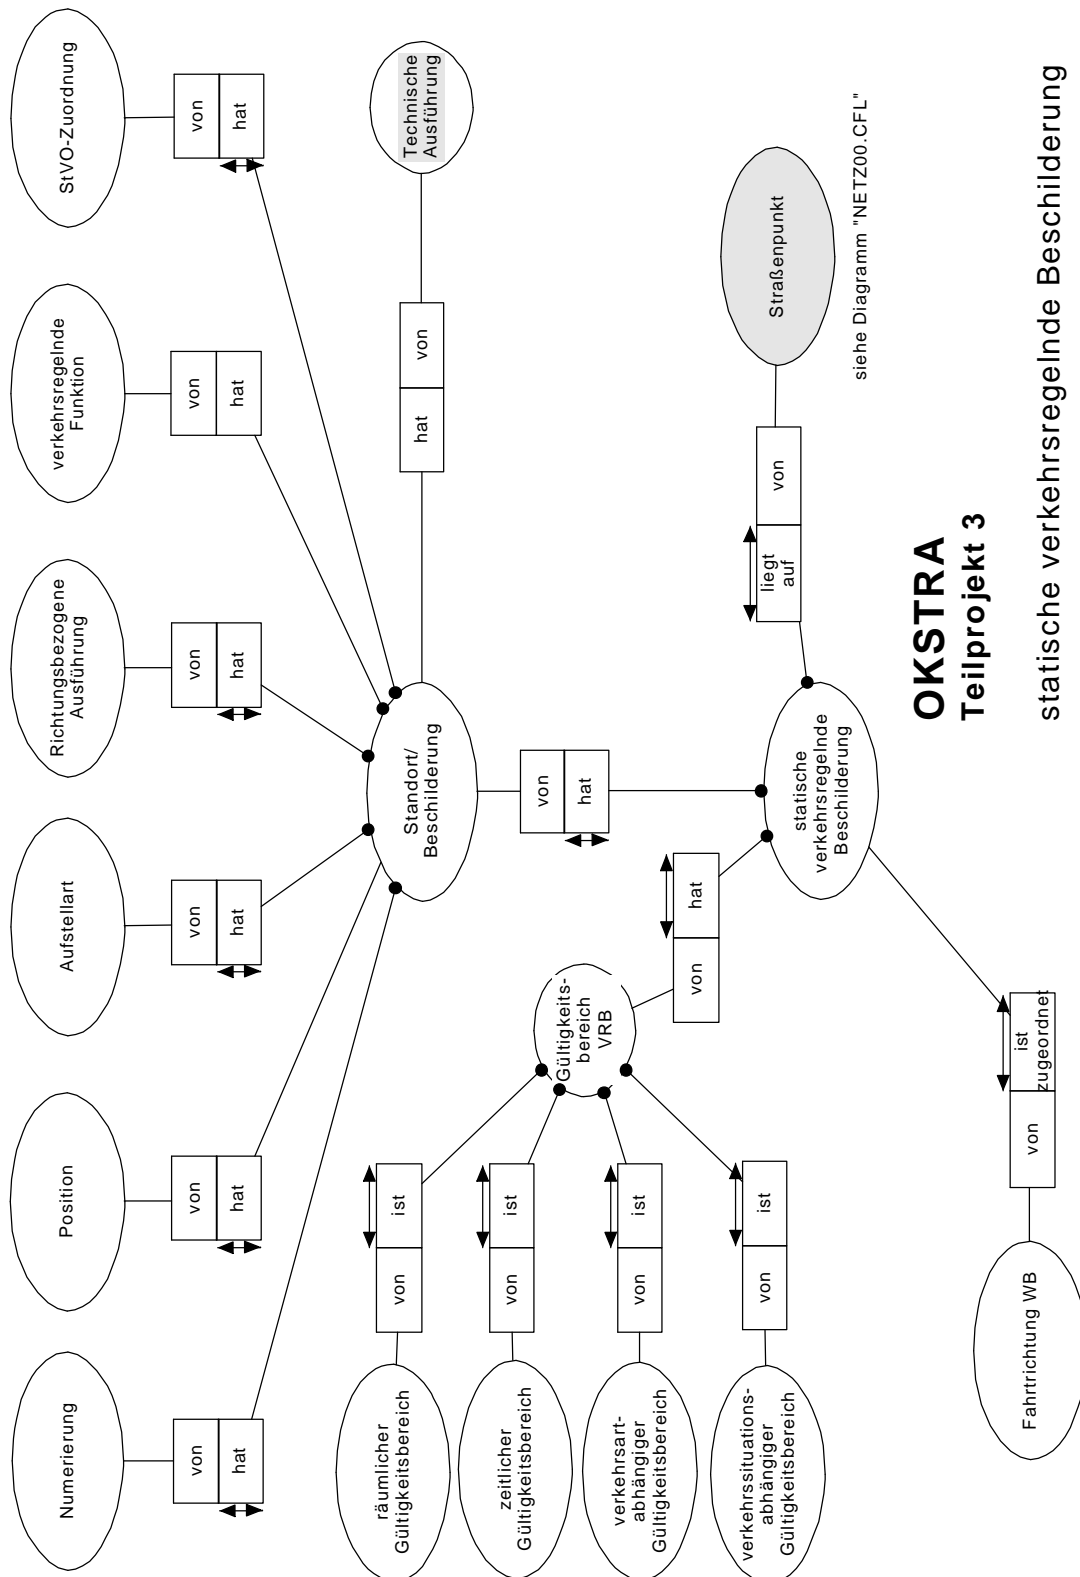 Numerierung
von
hat
Position
von
hat
Aufstellart
von
hat
Richtungsbezogene
Ausführung
von
hat
verkehrsregelnde
Funktion
von
hat
StVO-Zuordnung
von
hat
Technische
Ausführung
hat
von
Standort/
Beschilderung
von
hat
räumlicher
Gültigkeitsbereich
von
ist
zeitlicher
Gültigkeitsbereich
von
ist
verkehrsart-
abhängiger
Gültigkeitsbereich
von
ist
verkehrssituations-
abhängiger
Gültigkeitsbereich
von
ist
Gültigkeits-
bereich
VRB
von
hat
statische
verkehrsregelnde
Beschilderung
liegt
auf
von
Straßenpunkt
siehe Diagramm "NETZ00.CFL"
Fahrtrichtung WB
von
ist
zugeordnet
OKSTRA
Teilprojekt 3
statische verkehrsregelnde Beschilderung